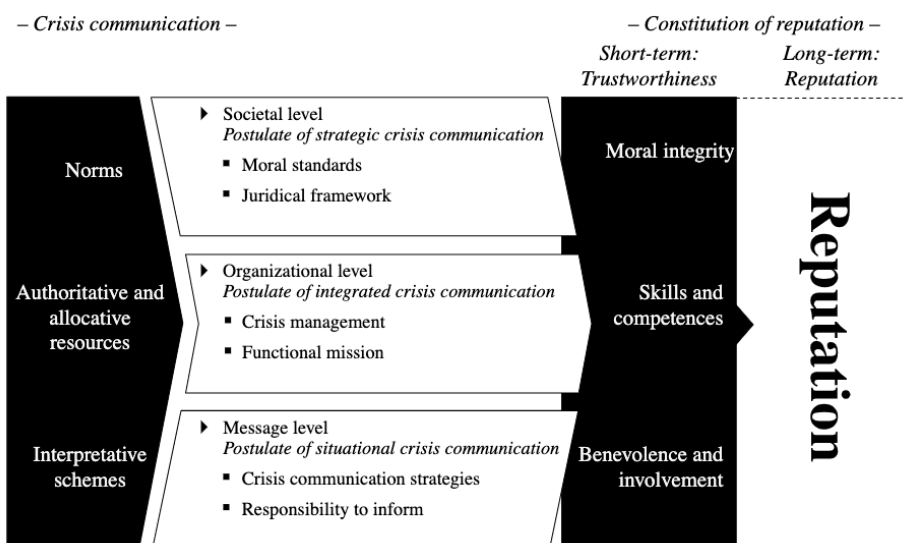 – Crisis communication –
– Constitution of reputation –
Short-term:
Trustworthiness
Long-term:
Reputation
Norms
Societal level
Postulate of strategic crisis communication
Moral standards
Juridical framework
Moral integrity
Authoritative and
allocative
resources
Organizational level
Postulate of integrated crisis communication
Crisis management
Functional mission
Skills and
competences
Interpretative
schemes
Message level
Postulate of situational crisis communication
Crisis communication strategies
Responsibility to inform
Benevolence and
involvement
Reputation